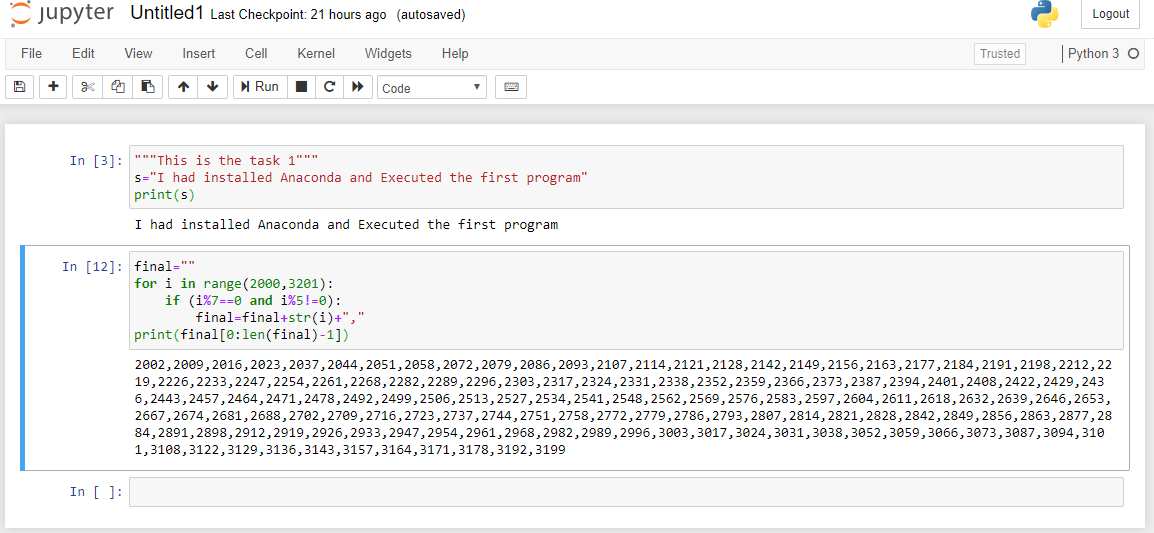 jupyter Untitled1 Last Checkpoint: 21 hours ago (autosaved) Logout
File Edit View Insert Cell Kernel Widgets Help Trusted Python 3
Run Code
In [3]: """This is the task 1"""
s="I had installed Anaconda and Executed the first program"
print(s)
I had installed Anaconda and Executed the first program
In [12]: final=""
for i in range(2000,3201):
    if (i%7==0 and i%5!=0):
        final=final+str(i)+","
print(final[0:len(final)-1])
2002,2009,2016,2023,2037,2044,2051,2058,2072,2079,2086,2093,2107,2114,2121,2128,2142,2149,2156,2163,2177,2184,2191,2198,2212,22
19,2226,2233,2247,2254,2261,2268,2282,2289,2296,2303,2317,2324,2331,2338,2352,2359,2366,2373,2387,2394,2401,2408,2422,2429,243
6,2443,2457,2464,2471,2478,2492,2499,2506,2513,2527,2534,2541,2548,2562,2569,2576,2583,2597,2604,2611,2618,2632,2639,2646,2653,
2667,2674,2681,2688,2702,2709,2716,2723,2737,2744,2751,2758,2772,2779,2786,2793,2807,2814,2821,2828,2842,2849,2856,2863,2877,28
84,2891,2898,2912,2919,2926,2933,2947,2954,2961,2968,2982,2989,2996,3003,3017,3024,3031,3038,3052,3059,3066,3073,3087,3094,310
1,3108,3122,3129,3136,3143,3157,3164,3171,3178,3192,3199
In [ ]: